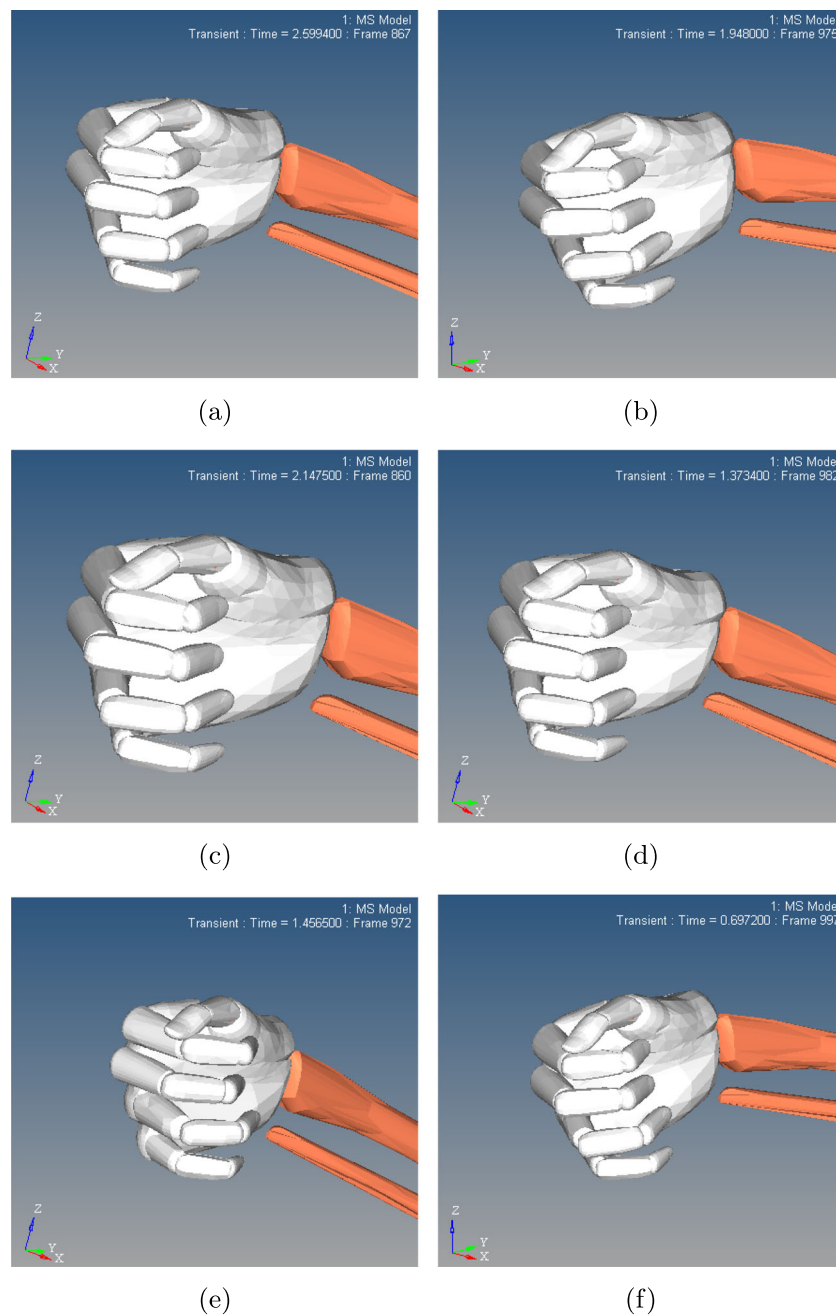 1: MS Model
Transient : Time = 2.599400 : Frame 867
Z
Y
X
(a)
1: MS Model
Transient : Time = 1.948000 : Frame 975
Z
Y
X
(b)
1: MS Model
Transient : Time = 2.147500 : Frame 860
Z
Y
X
(c)
1: MS Model
Transient : Time = 1.373400 : Frame 982
Z
Y
X
(d)
1: MS Model
Transient : Time = 1.456500 : Frame 972
Z
Y
X
(e)
1: MS Model
Transient : Time = 0.697200 : Frame 997
Z
Y
X
(f)